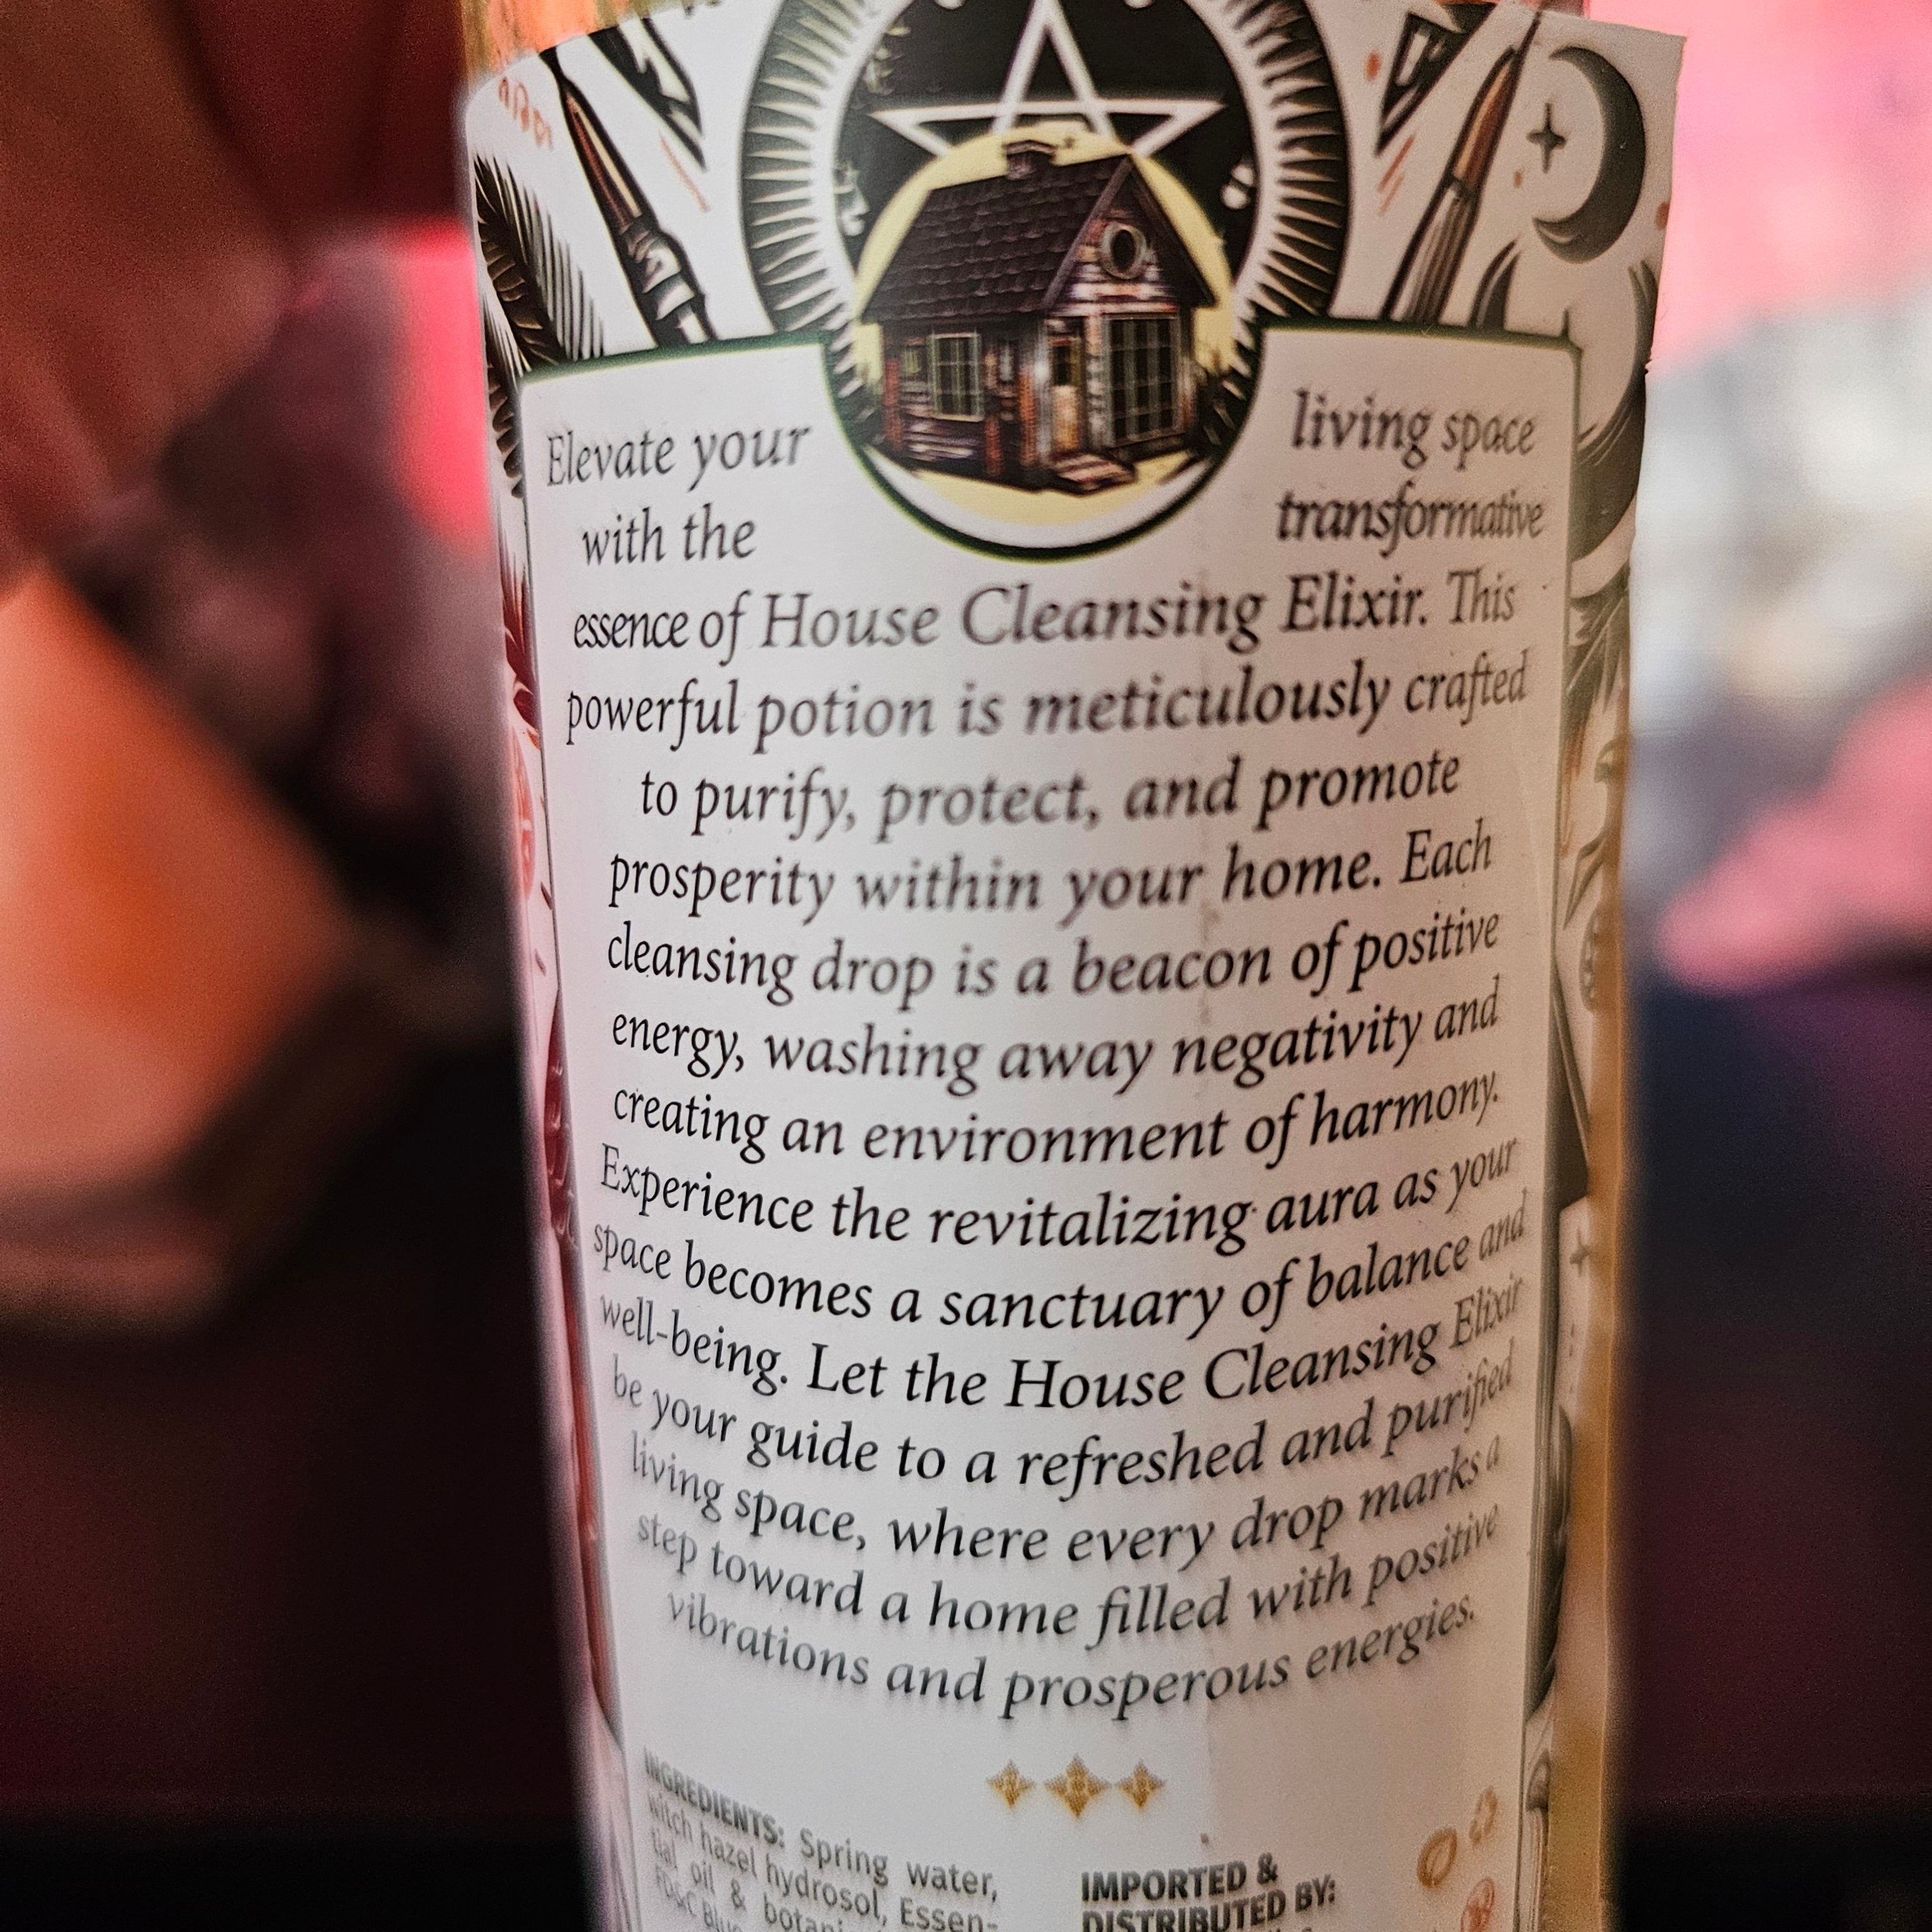 Elevate your living space
with the transformative
essence of House Cleansing Elixir. This
powerful potion is meticulously crafted
to purify, protect, and promote
prosperity within your home. Each
cleansing drop is a beacon of positive
energy, washing away negativity and
creating an environment of harmony.
Experience the revitalizing aura as your
space becomes a sanctuary of balance and
well-being. Let the House Cleansing Elixir
be your guide to a refreshed and purified
living space, where every drop marks a
step toward a home filled with positive
vibrations and prosperous energies.
INGREDIENTS: Spring water,
witch hazel hydrosol, Essen-
tial oil &
FD&C Blue
IMPORTED &
DISTRIBUTED BY: